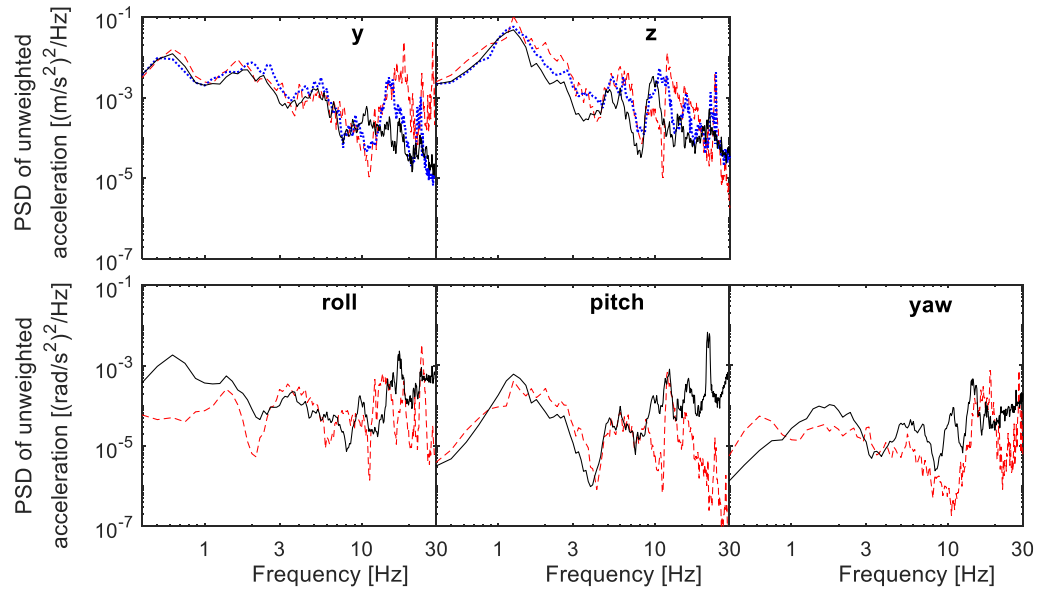 y
z
10^-1
10^-3
10^-5
10^-7
PSD of unweighted
acceleration [(m/s^2)^2/Hz]
roll
pitch
yaw
10^-1
10^-3
10^-5
10^-7
PSD of unweighted
acceleration [(rad/s^2)^2/Hz]
1 3 10 30 1 3 10 30 1 3 10 30
Frequency [Hz] Frequency [Hz] Frequency [Hz]